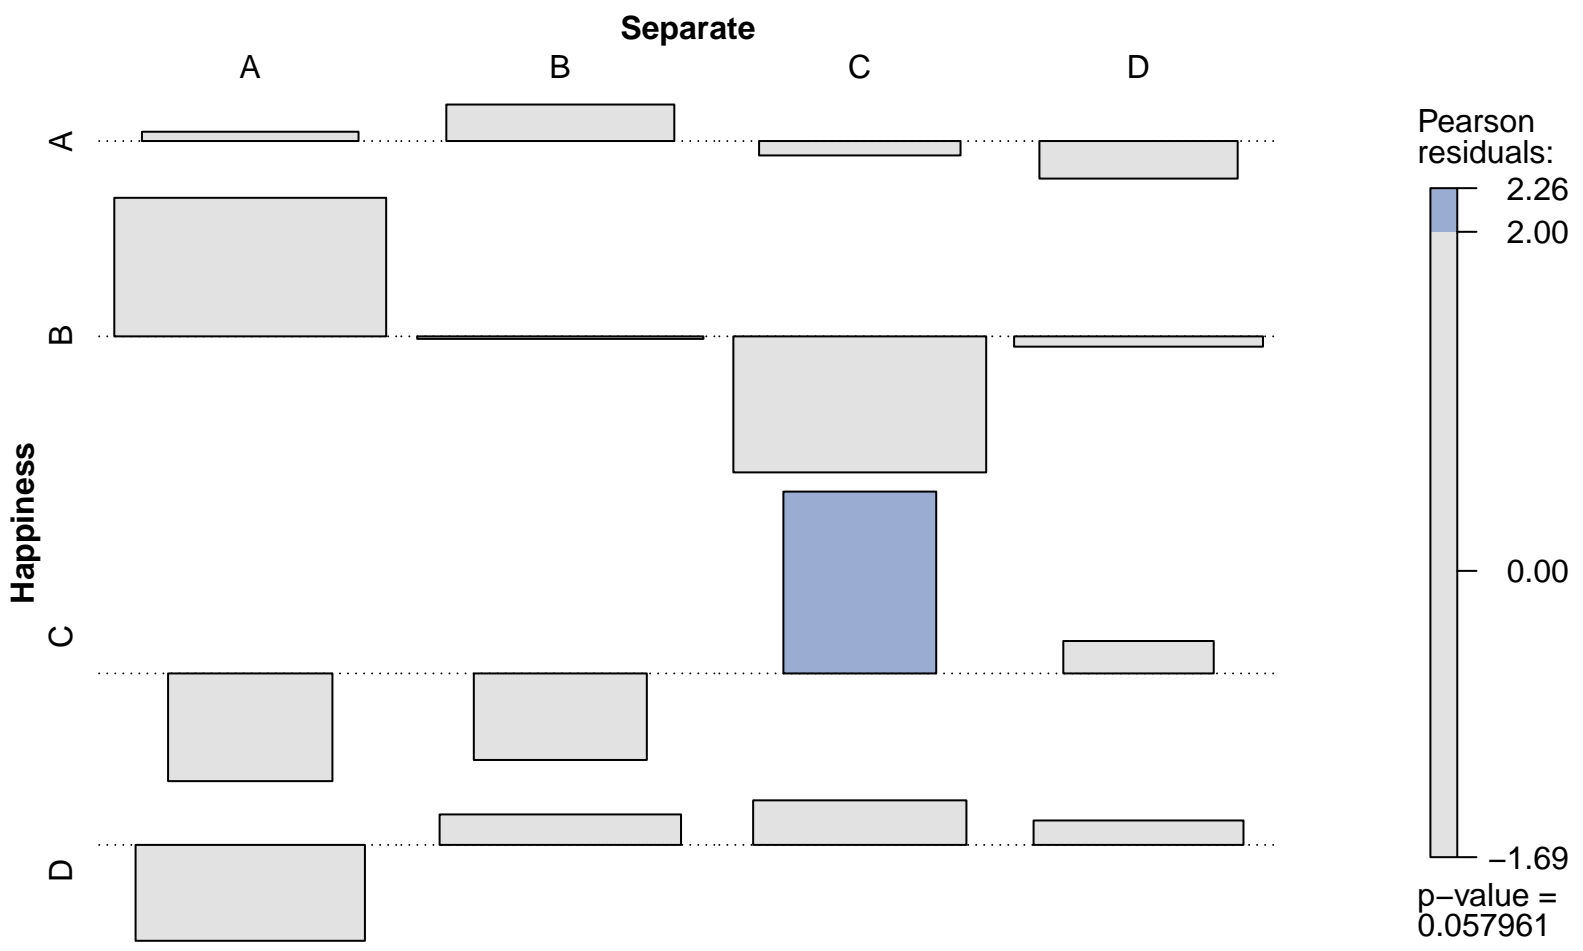 Separate
A B C D
A
B
C
D
Happiness
Pearson
residuals:
2.26
2.00
0.00
−1.69
p−value =
0.057961